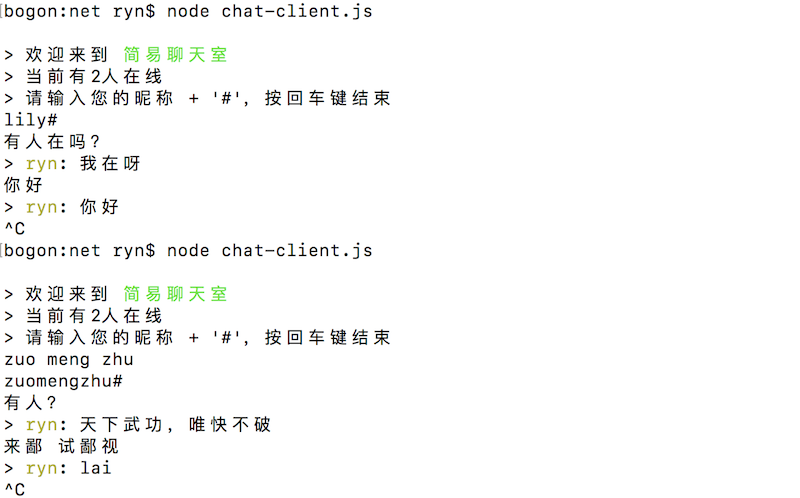 [bogon:net ryn$ node chat-client.js
> 欢迎来到 简易聊天室
> 当前有2人在线
> 请输入您的昵称 + '#', 按回车键结束
lily#
有人在吗?
> ryn: 我在呀
你好
> ryn: 你好
^C
[bogon:net ryn$ node chat-client.js
> 欢迎来到 简易聊天室
> 当前有2人在线
> 请输入您的昵称 + '#', 按回车键结束
zuo meng zhu
zuomengzhu#
有人?
> ryn: 天下武功, 唯快不破
来鄙 试鄙视
> ryn: lai
^C